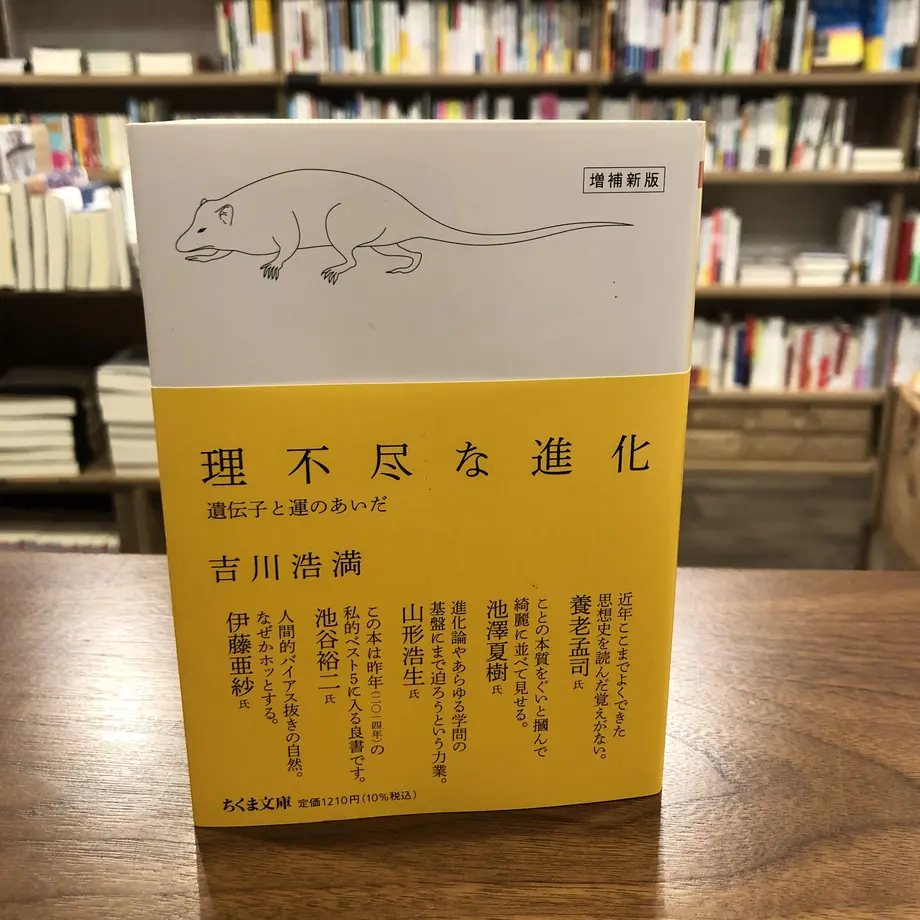 増補新版
理不尽な進化
遺伝子と運のあいだ
吉川浩満
近年ここまでよくできた
思想史を読んだ覚えがない。
養老孟司氏
ことの本質をぐいと摑んで
綺麗に並べて見せる。
池澤夏樹氏
進化論やあらゆる学問の
基盤にまで迫ろうという力業。
山形浩生氏
この本は昨年(二〇一四年)の
私的ベスト5に入る良書です。
池谷裕二氏
人間的バイアス抜きの自然。
なぜかホッとする。
伊藤亜紗氏
ちくま文庫 定価1210円(10%税込)